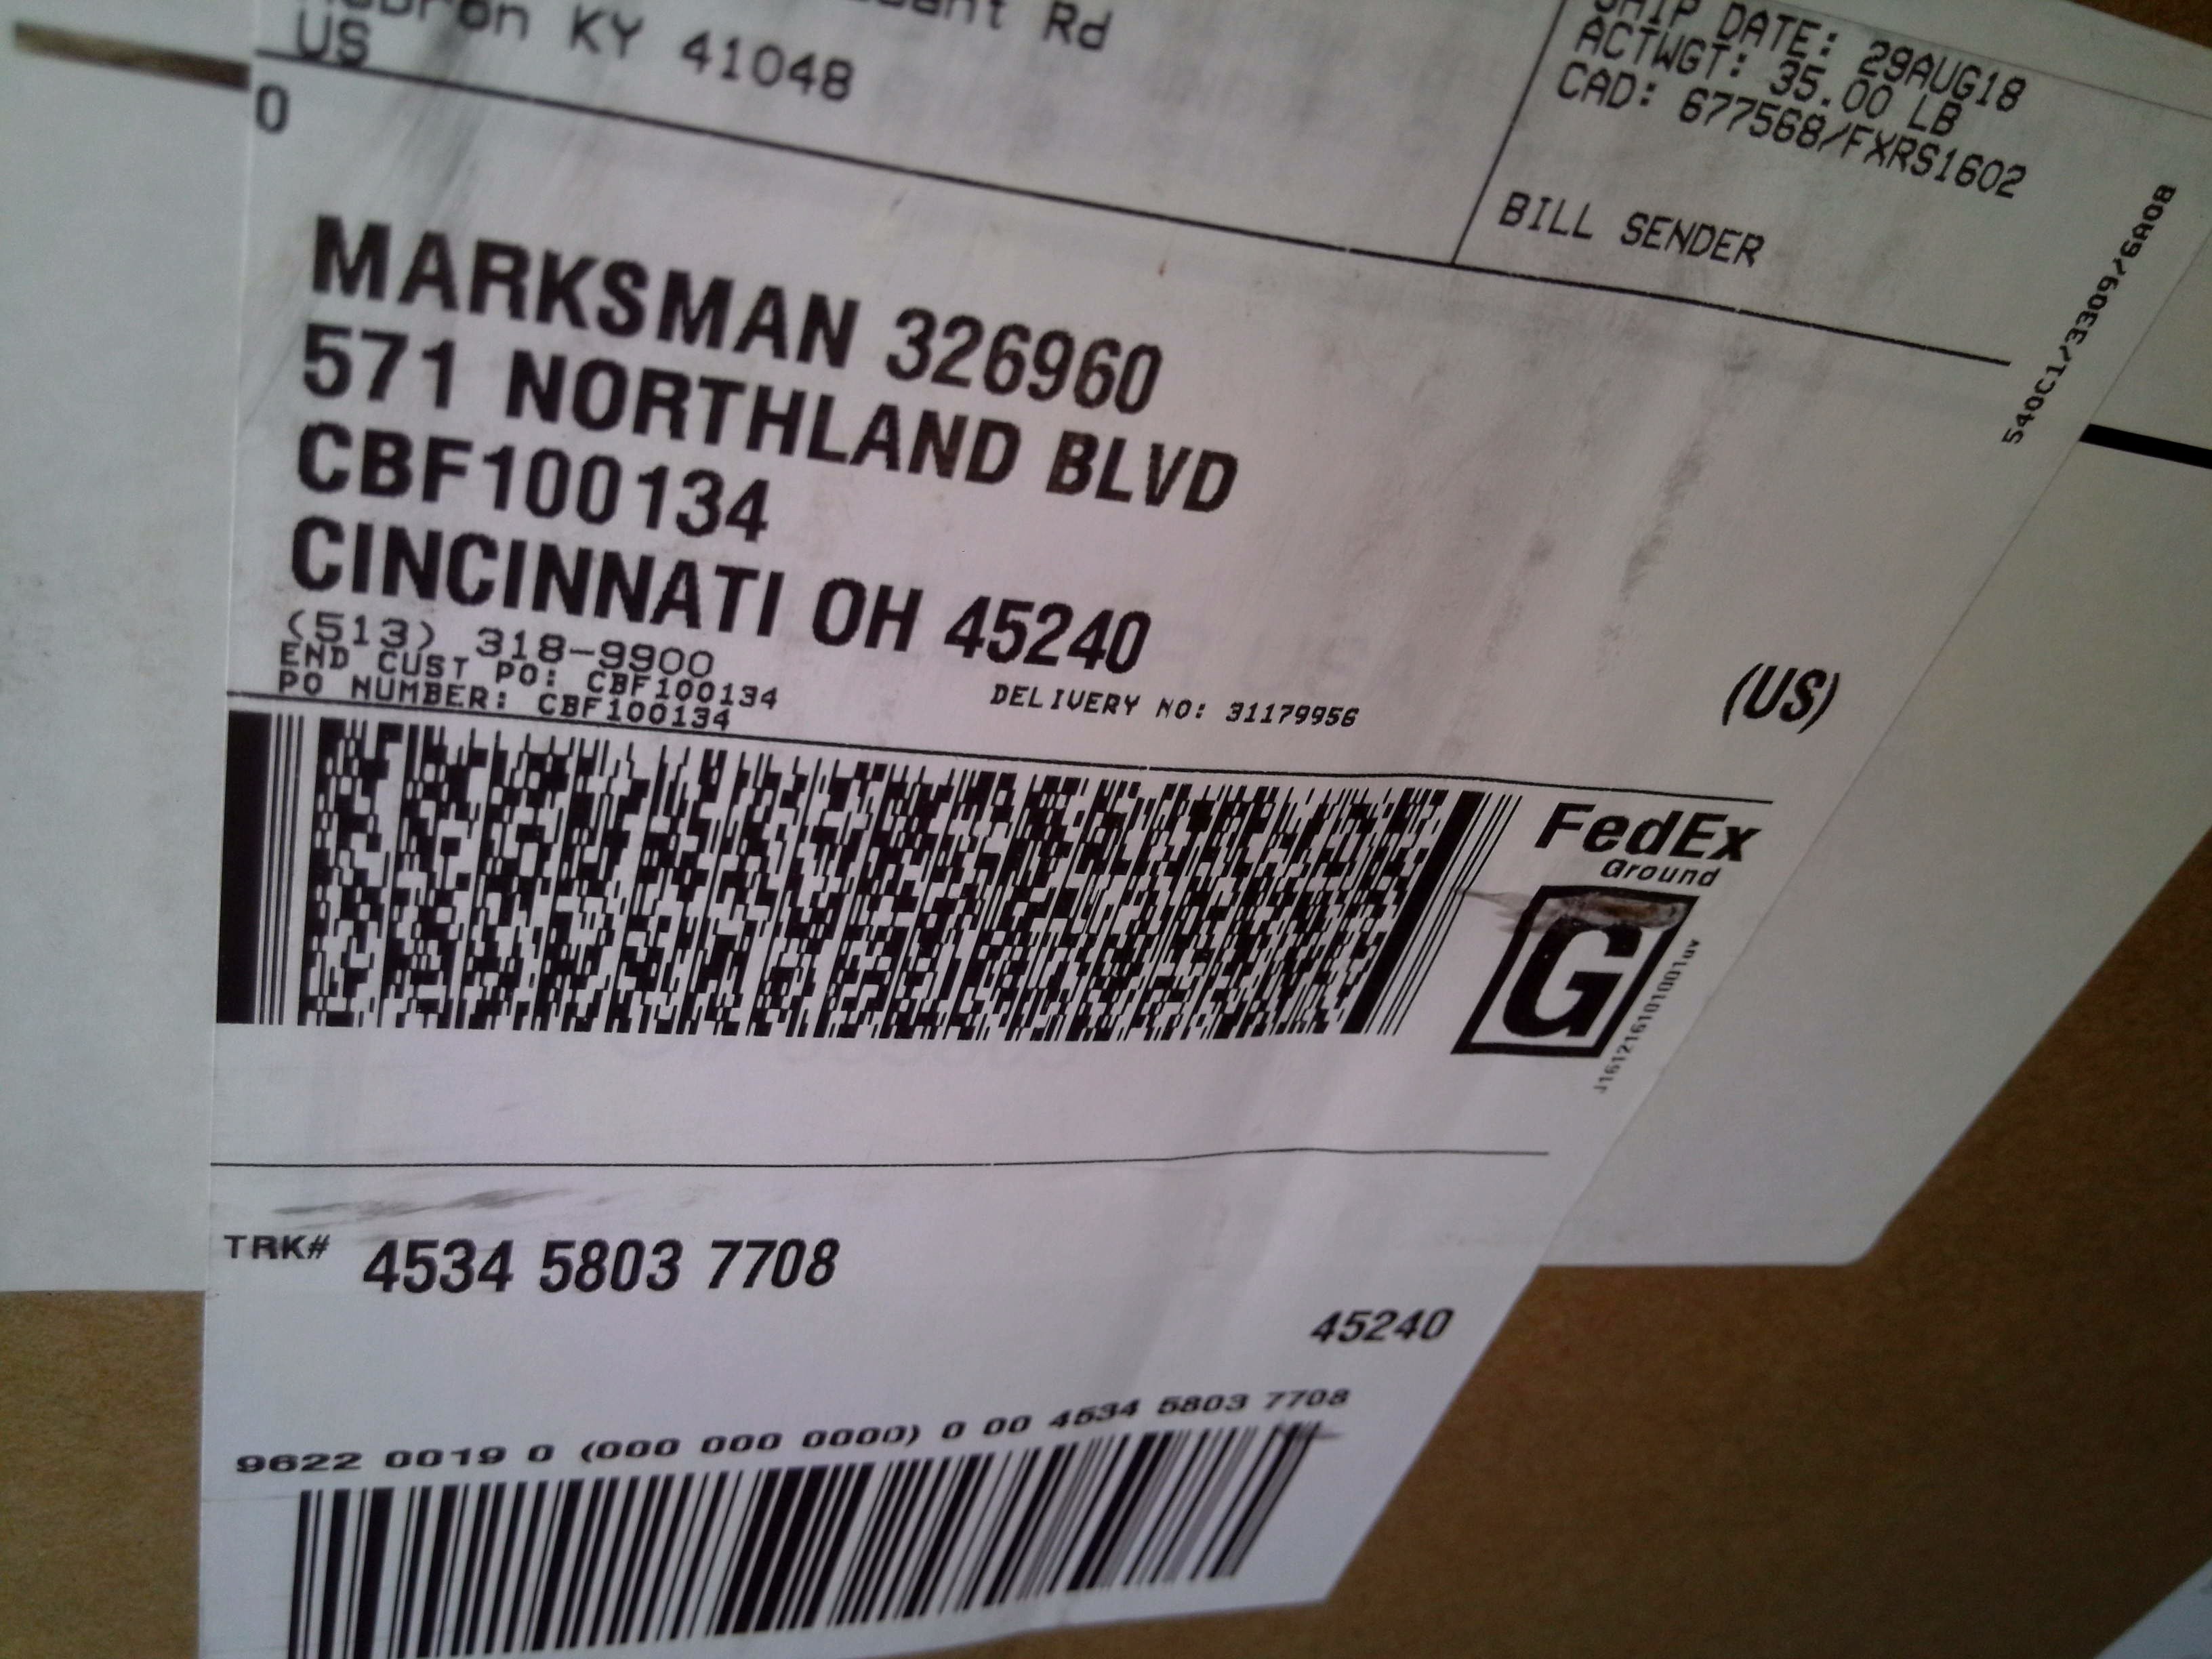 KY 41048
US
Rd
SHIP DATE: 29AUG18
ACTWGT: 35.00 LB
CAD: 677568/FXRS1602
BILL SENDER
0
MARKSMAN 326960
571 NORTHLAND BLVD
CBF100134
CINCINNATI OH 45240
(513) 318-9900
END CUST PO: CBF100134
PO NUMBER: CBF100134
DELIVERY NO: 31179956
(US)
540C1/3309/6A08
FedEx
Ground
G
J161216101001uv
TRK# 4534 5803 7708
45240
9622 0019 0 (000 000 0000) 0 00 4534 5803 7708